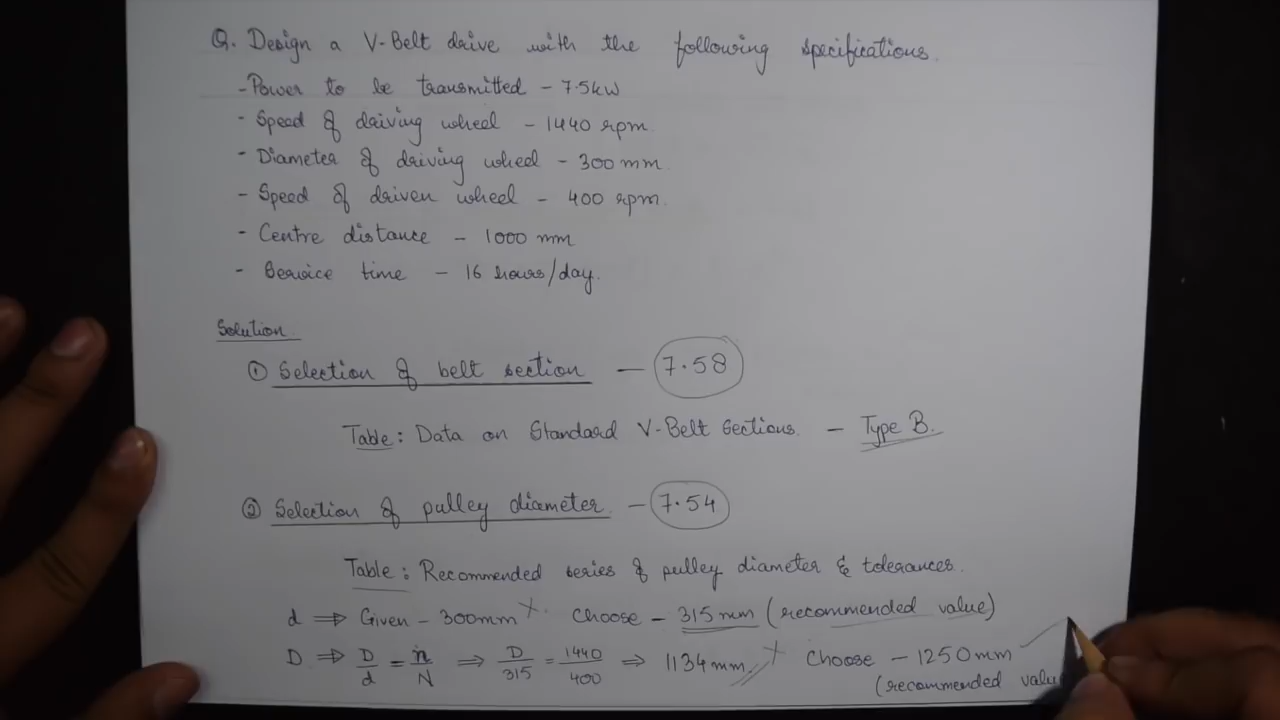 Q. Design a V-Belt drive with the following specifications.
- Power to be transmitted - 7.5kW
- Speed of driving wheel - 1440 rpm
- Diameter of driving wheel - 300 mm.
- Speed of driven wheel - 400 rpm.
- Centre distance - 1000 mm
- Service time - 16 hours/day.
Solution
① Selection of belt section — 7.58
Table: Data on Standard V-Belt Sections. - Type B.
② Selection of pulley diameter — 7.54
Table: Recommended series of pulley diameter & tolerances.
d ⇒ Given - 300mm X. Choose - 315 mm (recommended value)
D ⇒ D/d = n/N ⇒ D/315 = 1440/400 ⇒ 1134 mm. X Choose - 1250 mm
(recommended valu